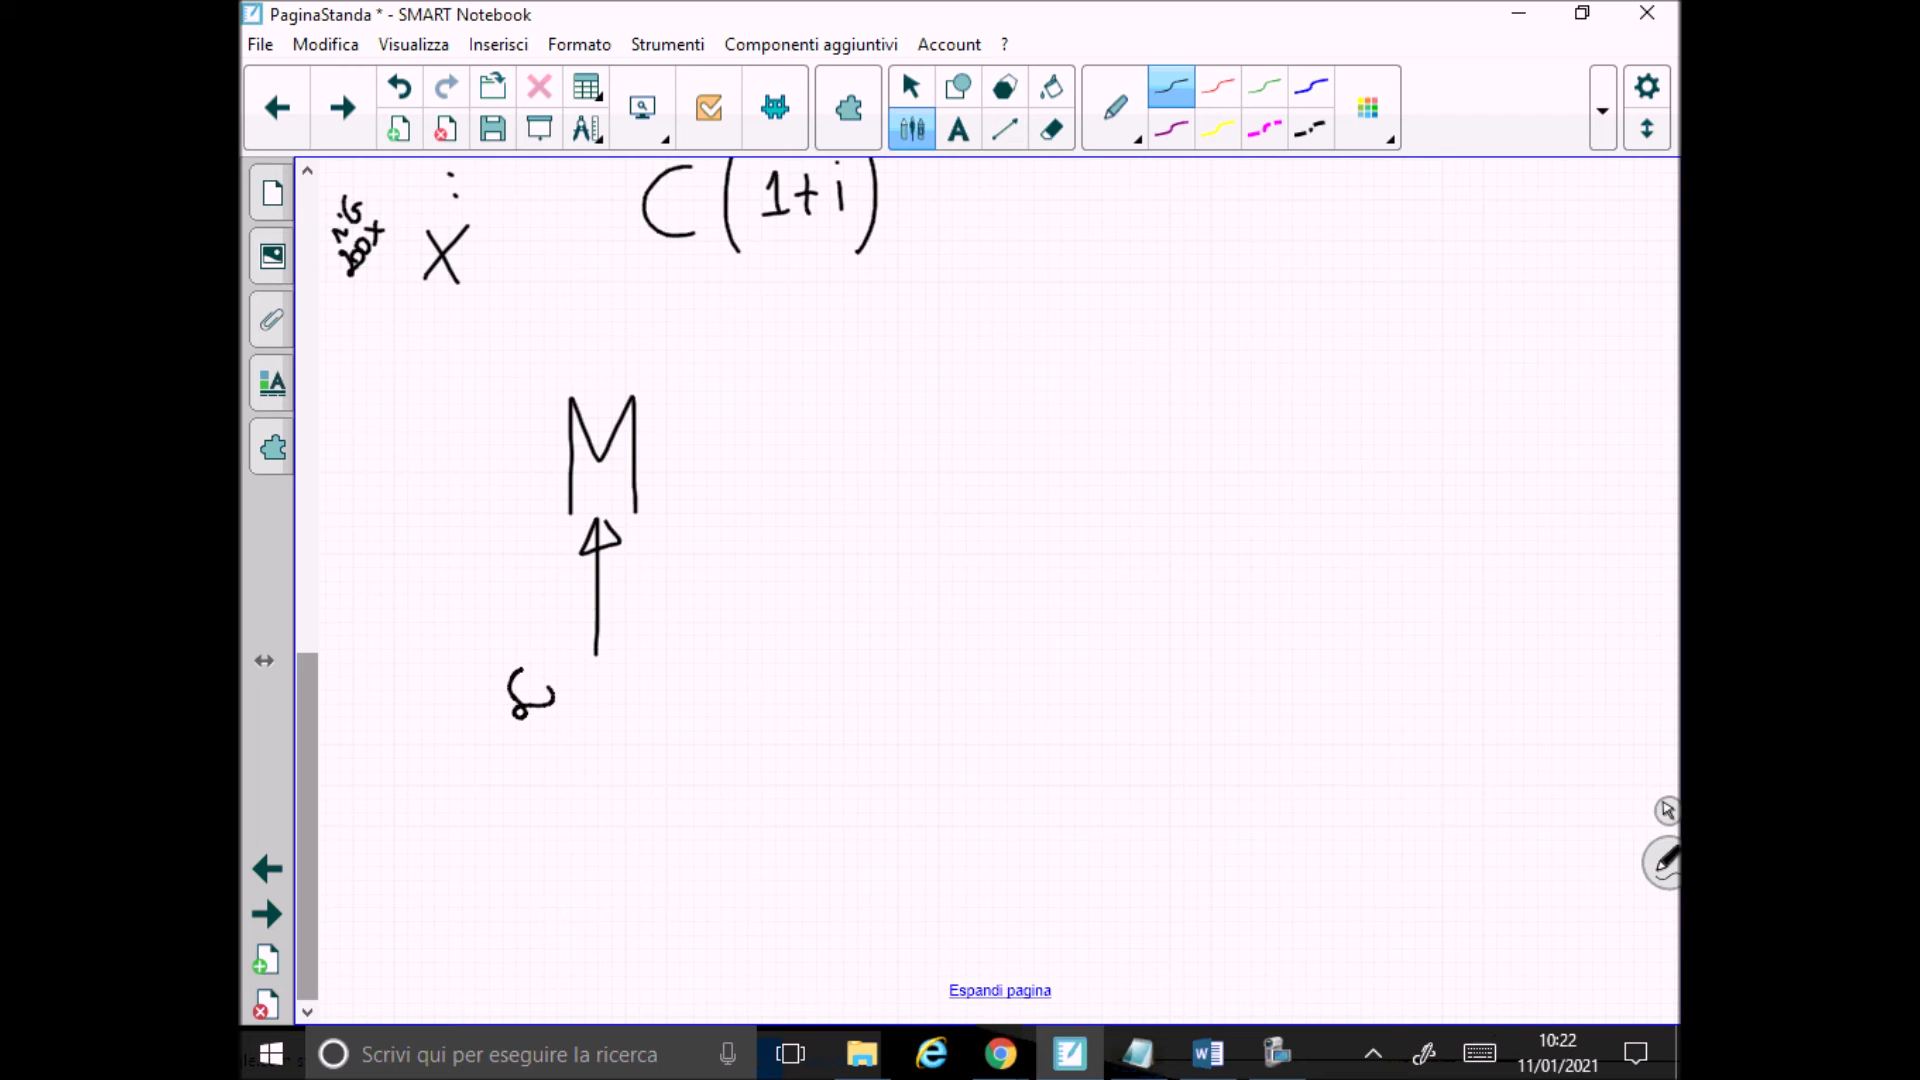 PaginaStanda * - SMART Notebook
File Modifica Visualizza Inserisci Formato Strumenti Componenti aggiuntivi Account ?
C (1+i)
X
M
Espandi pagina
Scrivi qui per eseguire la ricerca
10:22
11/01/2021